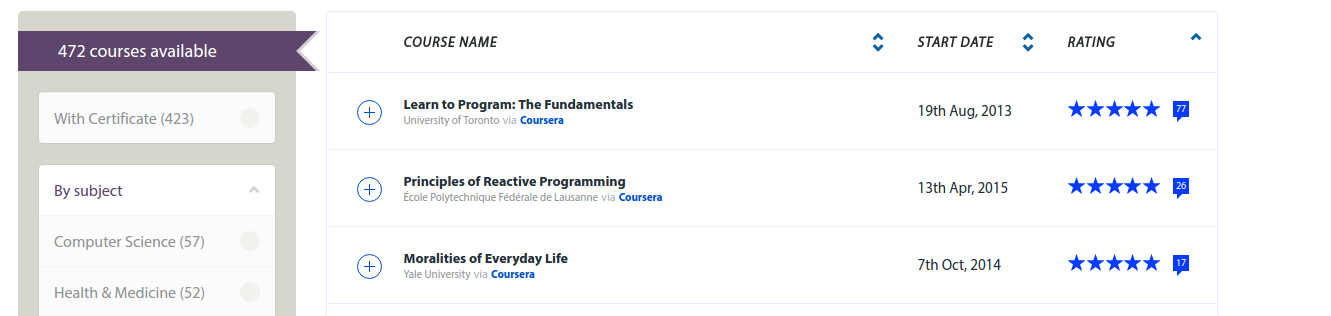 472 courses available
With Certificate (423)
By subject
Computer Science (57)
Health & Medicine (52)
COURSE NAME START DATE RATING
Learn to Program: The Fundamentals
University of Toronto via Coursera
19th Aug, 2013
77
Principles of Reactive Programming
École Polytechnique Fédérale de Lausanne via Coursera
13th Apr, 2015
26
Moralities of Everyday Life
Yale University via Coursera
7th Oct, 2014
17